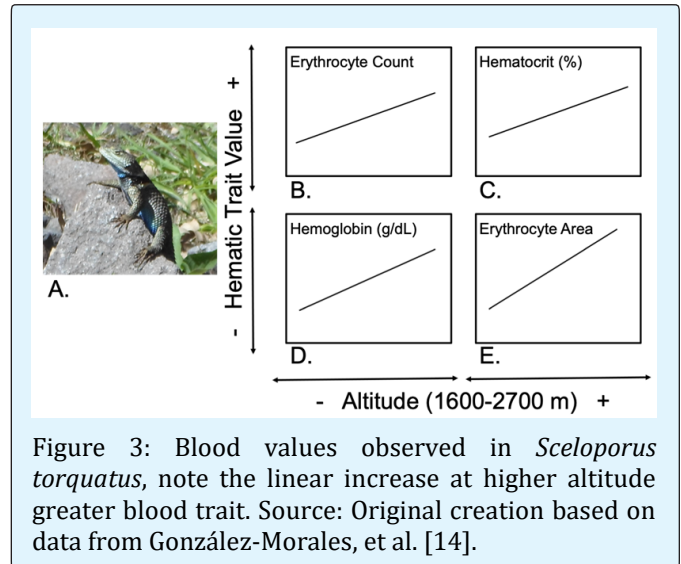 Erythrocyte Count
Hematocrit (%)
B.
C.
Hemoglobin (g/dL)
Erythrocyte Area
D.
E.
A.
- Hematic Trait Value +
- Altitude (1600-2700 m) +
Figure 3: Blood values observed in Sceloporus
torquatus, note the linear increase at higher altitude
greater blood trait. Source: Original creation based on
data from González-Morales, et al. [14].